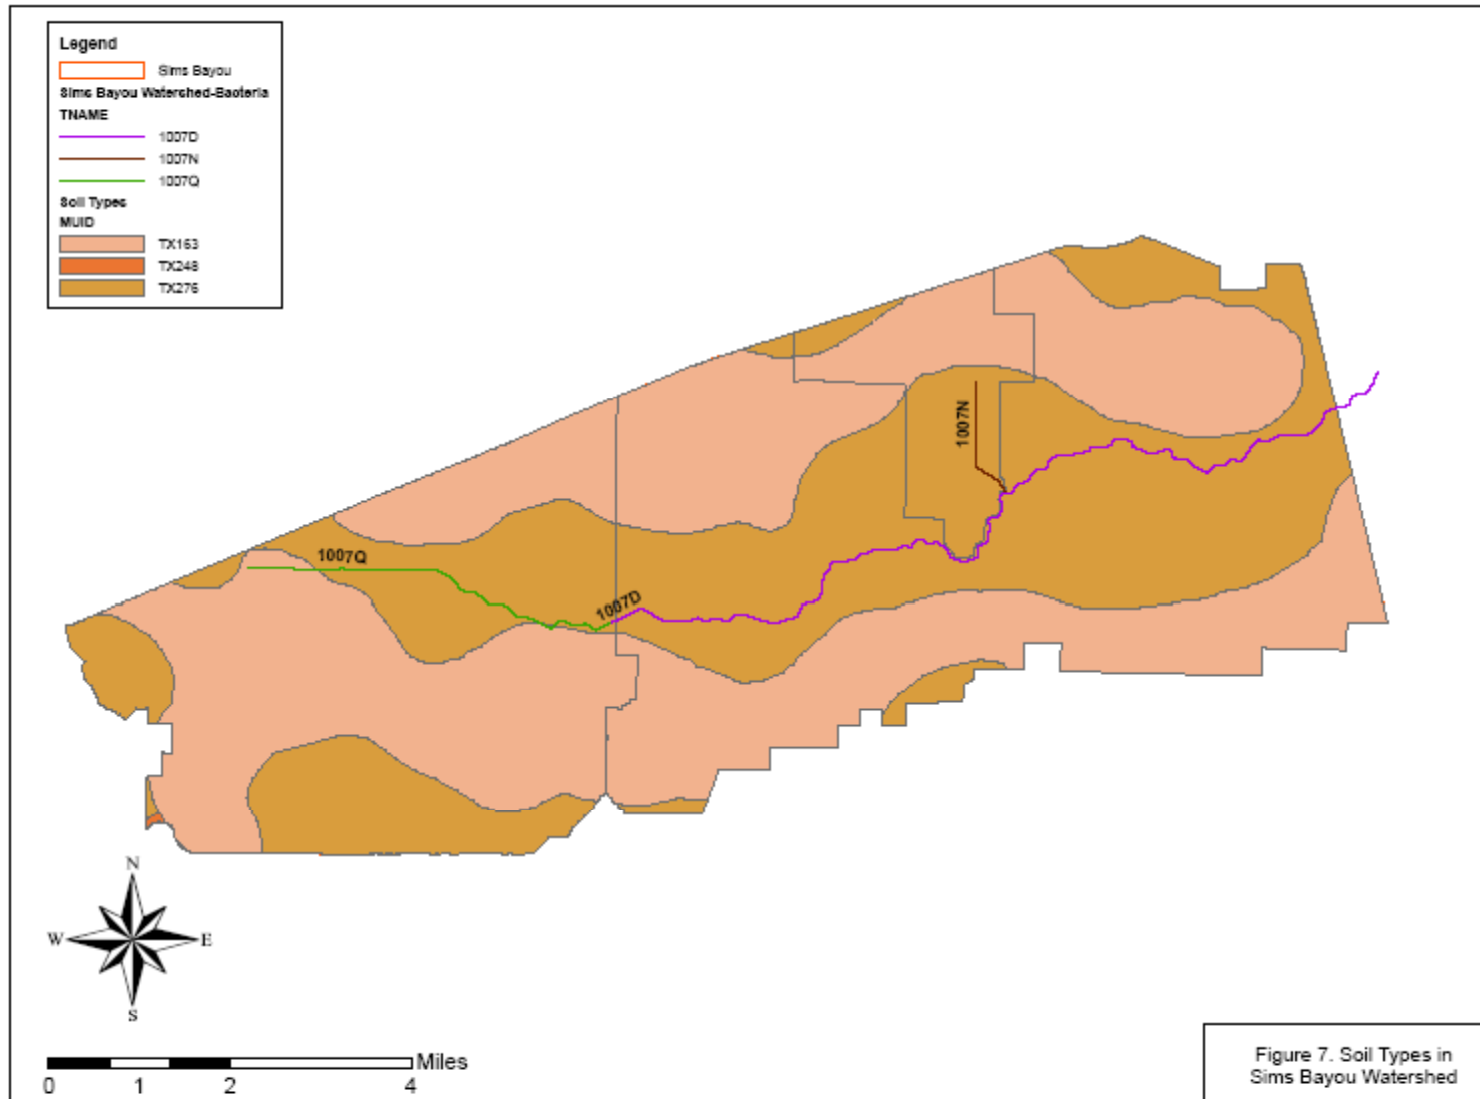 Legend
Sims Bayou
Sims Bayou Watershed-Bacteria
TNAME
1007D
1007N
1007Q
Soil Types
MUID
TX163
TX248
TX276
1007N
1007Q
1007D
N
W E
S
Miles
0 1 2 4
Figure 7. Soil Types in
Sims Bayou Watershed